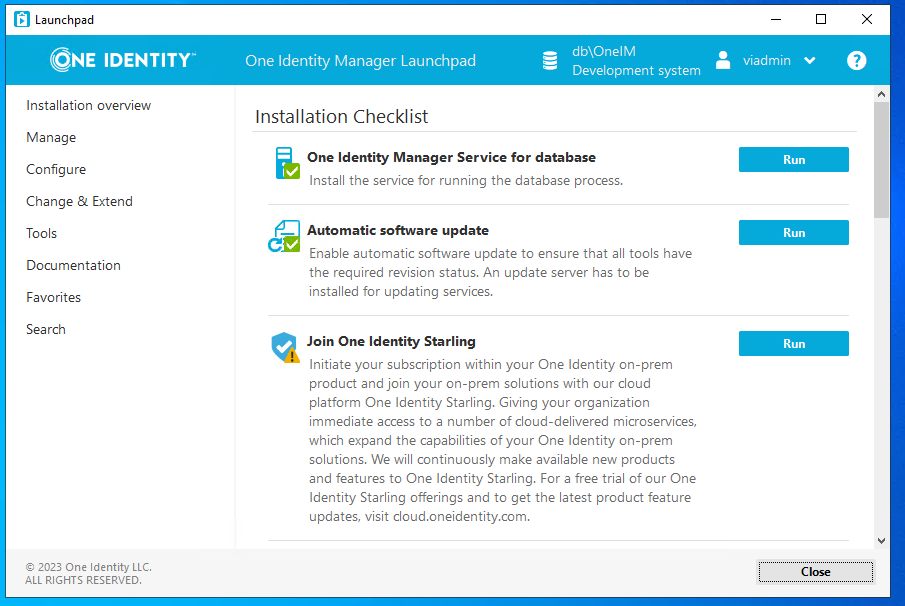 Launchpad
ONE IDENTITY™
One Identity Manager Launchpad
db\OneIM
Development system
viadmin
?
Installation overview
Manage
Configure
Change & Extend
Tools
Documentation
Favorites
Search
Installation Checklist
One Identity Manager Service for database
Install the service for running the database process.
Run
Automatic software update
Enable automatic software update to ensure that all tools have
the required revision status. An update server has to be
installed for updating services.
Run
Join One Identity Starling
Initiate your subscription within your One Identity on-prem
product and join your on-prem solutions with our cloud
platform One Identity Starling. Giving your organization
immediate access to a number of cloud-delivered microservices,
which expand the capabilities of your One Identity on-prem
solutions. We will continuously make available new products
and features to One Identity Starling. For a free trial of our One
Identity Starling offerings and to get the latest product feature
updates, visit cloud.oneidentity.com.
Run
© 2023 One Identity LLC.
ALL RIGHTS RESERVED.
Close